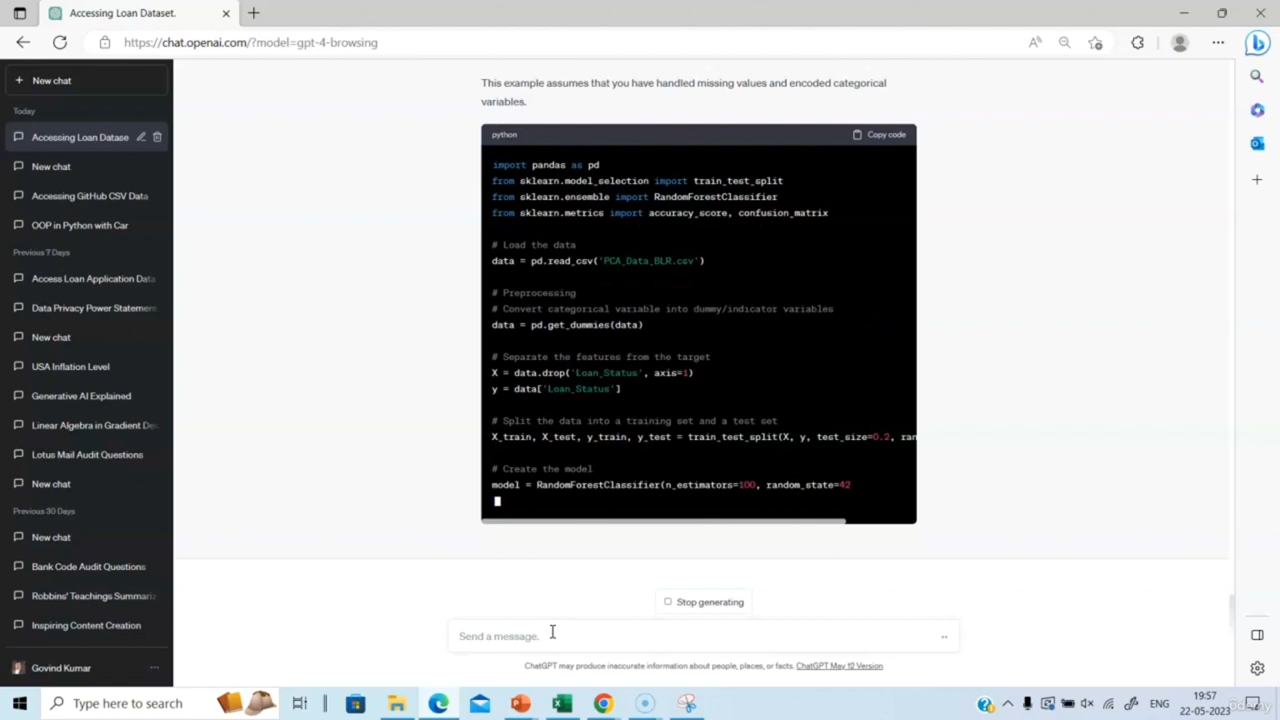 Accessing Loan Dataset.
https://chat.openai.com/?model=gpt-4-browsing
New chat
Today
Accessing Loan Datase
New chat
Accessing GitHub CSV Data
OOP in Python with Car
Previous 7 Days
Access Loan Application Data
Data Privacy Power Statemen
New chat
USA Inflation Level
Generative AI Explained
Linear Algebra in Gradient De
Lotus Mail Audit Questions
New chat
Previous 30 Days
New chat
Bank Code Audit Questions
Robbins' Teachings Summariz
Inspiring Content Creation
Govind Kumar
This example assumes that you have handled missing values and encoded categorical
variables.
python
Copy code
import pandas as pd
from sklearn.model_selection import train_test_split
from sklearn.ensemble import RandomForestClassifier
from sklearn.metrics import accuracy_score, confusion_matrix
# Load the data
data = pd.read_csv('PCA_Data_BLR.csv')
# Preprocessing
# Convert categorical variable into dummy/indicator variables
data = pd.get_dummies(data)
# Separate the features from the target
X = data.drop('Loan_Status', axis=1)
y = data['Loan_Status']
# Split the data into a training set and a test set
X_train, X_test, y_train, y_test = train_test_split(X, y, test_size=0.2, ran
# Create the model
model = RandomForestClassifier(n_estimators=100, random_state=42
Stop generating
Send a message.
ChatGPT may produce inaccurate information about people, places, or facts. ChatGPT May 12 Version
Type here to search
ENG
19:57
22-05-2023
Udemy